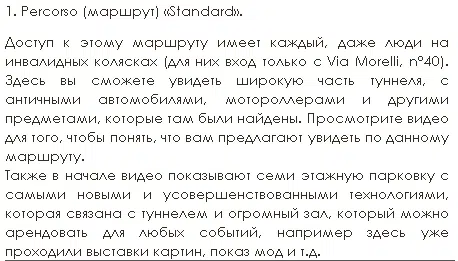 1. Percorso (маршрут) «Standard».
Доступ к этому маршруту имеет каждый, даже люди на
инвалидных колясках (для них вход только с Via Morelli, n°40).
Здесь вы сможете увидеть широкую часть туннеля, с
античными автомобилями, мотороллерами и другими
предметами, которые там были найдены. Просмотрите видео
для того, чтобы понять, что вам предлагают увидеть по данному
маршруту.
Также в начале видео показывают семи этажную парковку с
самыми новыми и усовершенствованными технологиями,
которая связана с туннелем и огромный зал, который можно
арендовать для любых событий, например здесь уже
проходили выставки картин, показ мод и т.д.